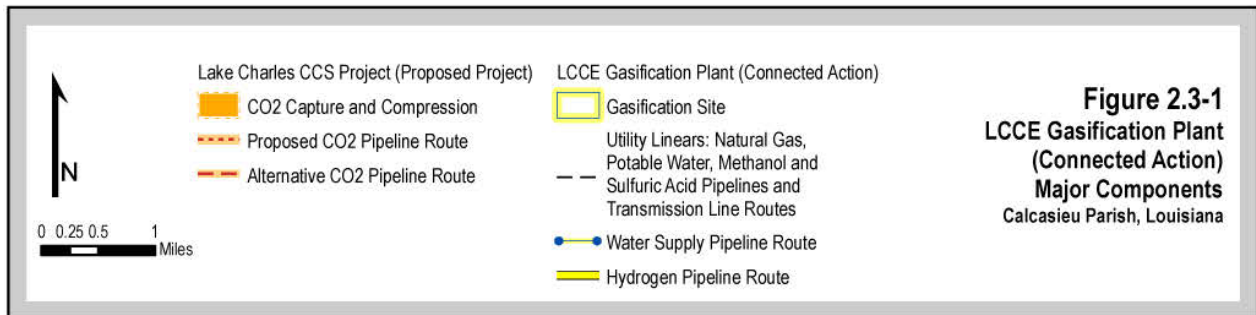 N
0 0.25 0.5 1
Miles
Lake Charles CCS Project (Proposed Project)
CO2 Capture and Compression
Proposed CO2 Pipeline Route
Alternative CO2 Pipeline Route
LCCE Gasification Plant (Connected Action)
Gasification Site
Utility Linears: Natural Gas,
Potable Water, Methanol and
Sulfuric Acid Pipelines and
Transmission Line Routes
Water Supply Pipeline Route
Hydrogen Pipeline Route
Figure 2.3-1
LCCE Gasification Plant
(Connected Action)
Major Components
Calcasieu Parish, Louisiana